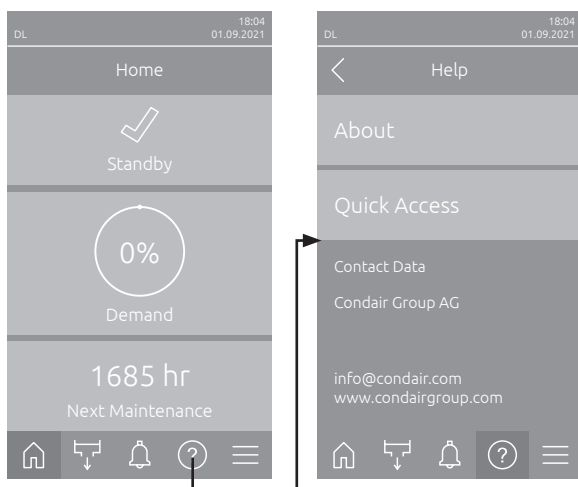 18:04
DL 01.09.2021
Home
Standby
0%
Demand
1685 hr
Next Maintenance
?
18:04
DL 01.09.2021
Help
About
Quick Access
Contact Data
Condair Group AG
info@condair.com
www.condairgroup.com
?